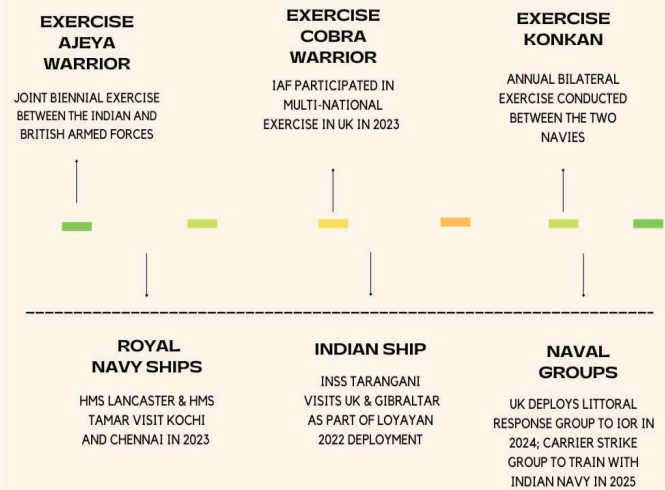 EXERCISE
AJEYA
WARRIOR
JOINT BIENNIAL EXERCISE
BETWEEN THE INDIAN AND
BRITISH ARMED FORCES
EXERCISE
COBRA
WARRIOR
IAF PARTICIPATED IN
MULTI-NATIONAL
EXERCISE IN UK IN 2023
EXERCISE
KONKAN
ANNUAL BILATERAL
EXERCISE CONDUCTED
BETWEEN THE TWO
NAVIES
ROYAL
NAVY SHIPS
HMS LANCASTER & HMS
TAMAR VISIT KOCHI
AND CHENNAI IN 2023
INDIAN SHIP
INSS TARANGANI
VISITS UK & GIBRALTAR
AS PART OF LOYAYAN
2022 DEPLOYMENT
NAVAL
GROUPS
UK DEPLOYS LITTORAL
RESPONSE GROUP TO IOR IN
2024; CARRIER STRIKE
GROUP TO TRAIN WITH
INDIAN NAVY IN 2025